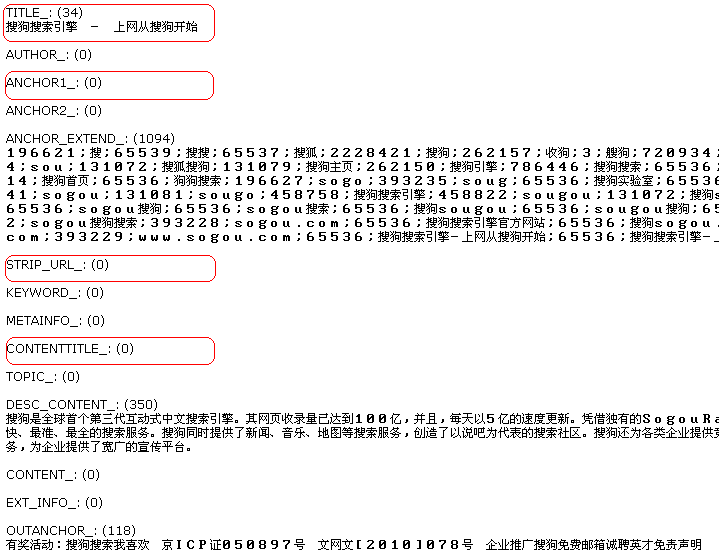 TITLE_: (34)
搜狗搜索引擎 － 上网从搜狗开始
AUTHOR_: (0)
ANCHOR1_: (0)
ANCHOR2_: (0)
ANCHOR_EXTEND_: (1094)
１９６６２１；搜；６５５３９；搜搜；６５５３７；搜狐；２２２８４２１；搜狗；２６２１５７；收狗；３；艘狗；７２０９３４；
４；ｓｏｕ；１３１０７２；搜狐搜狗；１３１０７９；搜狗主页；２６２１５０；搜狗引擎；７８６４４６；搜狗搜索；６５５３６；
１４；搜狗首页；６５５３６；狗狗搜索；１９６６２７；ｓｏｇｏ；３９３２３５；ｓｏｕｇ；６５５３６；搜狗实验室；６５５３６
４１；ｓｏｇｏｕ；１３１０８１；ｓｏｕｇｏ；４５８７５８；搜狗搜索引擎；４５８８２２；ｓｏｕｇｏｕ；１３１０７２；搜狗ｓ
６５５３６；ｓｏｇｏｕ搜狗；６５５３６；ｓｏｇｏｕ搜索；６５５３６；搜狗ｓｏｕｇｏｕ；６５５３６；ｓｏｕｇｏｕ搜狗；６５
２；ｓｏｇｏｕ搜狗搜索；３９３２２８；ｓｏｇｏｕ．ｃｏｍ；６５５３６；搜狗搜索引擎官方网站；６５５３６；搜狗ｓｏｇｏｕ．
ｃｏｍ；３９３２２９；ｗｗｗ．ｓｏｇｏｕ．ｃｏｍ；６５５３６；搜狗搜索引擎－上网从搜狗开始；６５５３６；搜狗搜索引擎－
STRIP_URL_: (0)
KEYWORD_: (0)
METAINFO_: (0)
CONTENTTITLE_: (0)
TOPIC_: (0)
DESC_CONTENT_: (350)
搜狗是全球首个第三代互动式中文搜索引擎。其网页收录量已达到１００亿，并且，每天以５亿的速度更新。凭借独有的ＳｏｇｏｕＲａ
快、最准、最全的搜索服务。搜狗同时提供了新闻、音乐、地图等搜索服务，创造了以说吧为代表的搜索社区。搜狗还为各类企业提供竞
务，为企业提供了宽广的宣传平台。
CONTENT_: (0)
EXT_INFO_: (0)
OUTANCHOR_: (118)
有奖活动：搜狗搜索我喜欢 京ＩＣＰ证０５０８９７号 文网文［２０１０］０７８号 企业推广搜狗免费邮箱诚聘英才免责声明